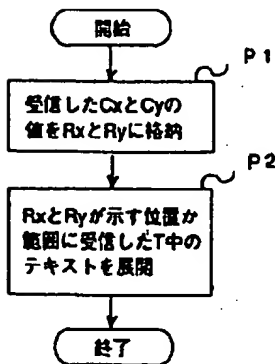 開始
P1
受信したCxとCyの
値をRxとRyに格納
P2
RxとRyが示す位置か
範囲に受信したT中の
テキストを展開
終了